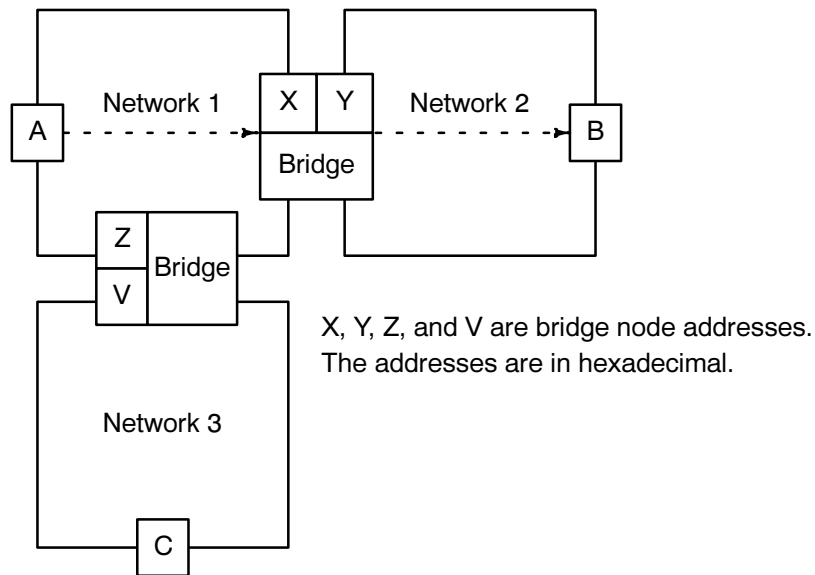 Network 1
X
Y
Network 2
A
B
Bridge
Z
Bridge
V
X, Y, Z, and V are bridge node addresses.
The addresses are in hexadecimal.
Network 3
C